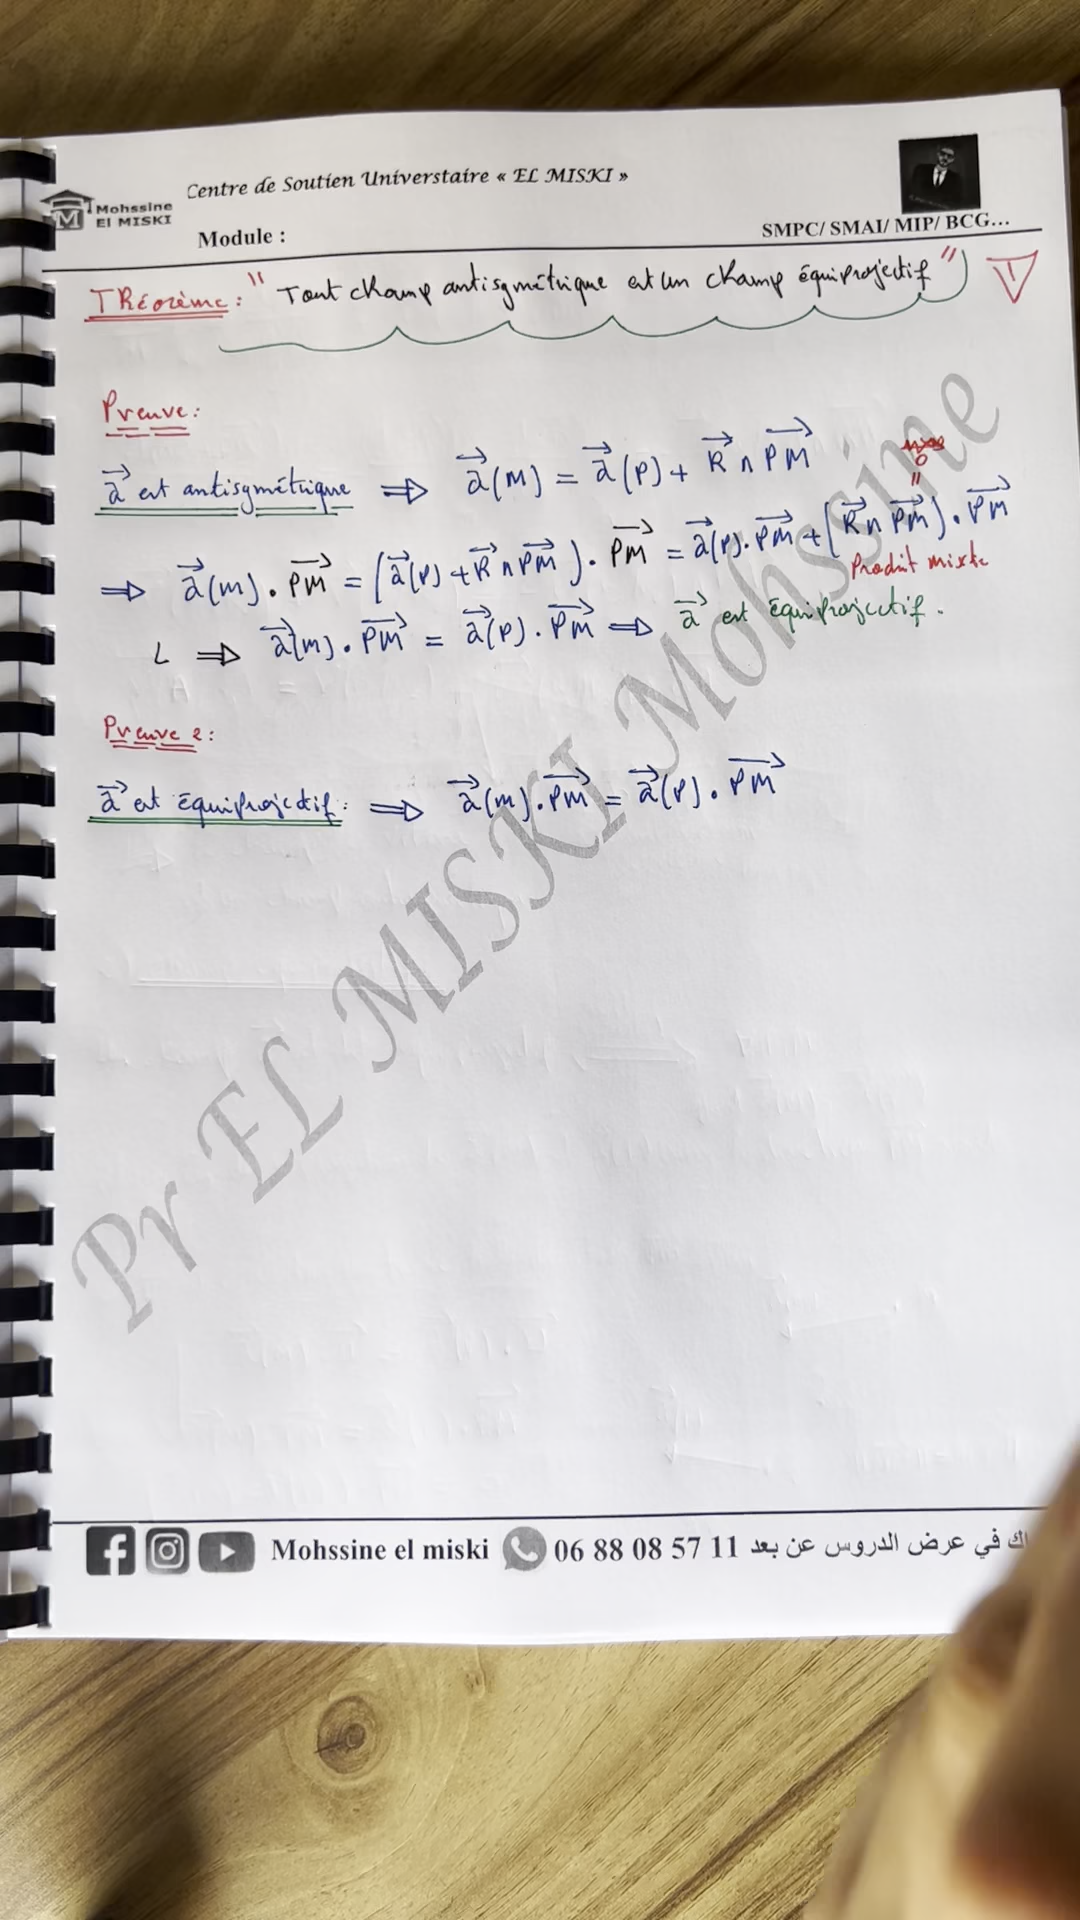 Centre de Soutien Universtaire « EL MISKI »
Mohssine
El MISKI
Module :
SMPC/ SMAI/ MIP/ BCG...
THéorème : " Tout champ antisymétrique est un champ équiprojectif "
Preuve :
a⃗ est antisymétrique ⟹ a⃗(M) = a⃗(P) + R⃗ ∧ PM⃗
0
=
⟹ a⃗(M) . PM⃗ = (a⃗(P) + R⃗ ∧ PM⃗) . PM⃗ = a⃗(P) . PM⃗ + (R⃗ ∧ PM⃗) . PM⃗
Produit mixte
L ⟹ a⃗(M) . PM⃗ = a⃗(P) . PM⃗ ⟹ a⃗ est équiprojectif .
Preuve 2 :
a⃗ est équiprojectif : ⟹ a⃗(M) . PM⃗ = a⃗(P) . PM⃗
Pr EL MISKI Mohssine
Mohssine el miski 06 88 08 57 11 في عرض الدروس عن بعد